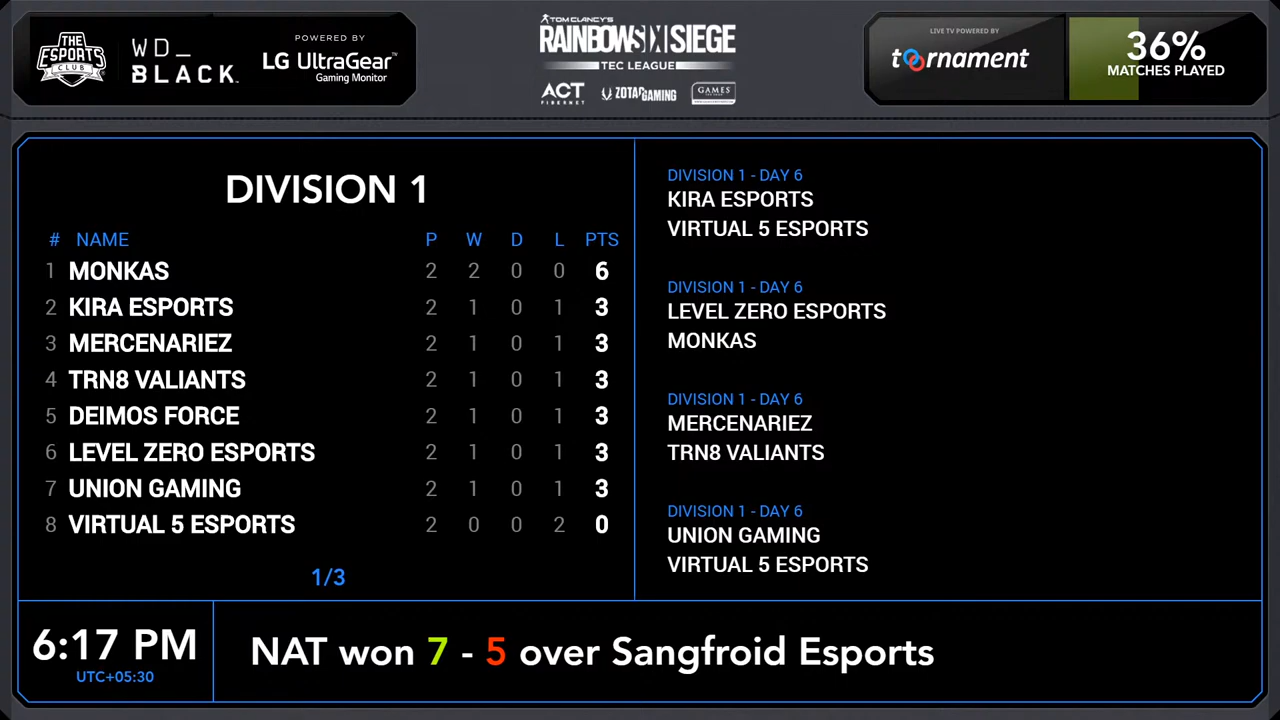 THE
ESPORTS
CLUB
WD_
BLACK.
POWERED BY
LG UltraGear™
Gaming Monitor
TOM CLANCY'S
RAINBOW SIX SIEGE
TEC LEAGUE
ACT
FIBERNET
ZOTAC GAMING
GAMES
LIVE TV POWERED BY
toornament
36%
MATCHES PLAYED
DIVISION 1
# NAME P W D L PTS
1 MONKAS 2 2 0 0 6
2 KIRA ESPORTS 2 1 0 1 3
3 MERCENARIEZ 2 1 0 1 3
4 TRN8 VALIANTS 2 1 0 1 3
5 DEIMOS FORCE 2 1 0 1 3
6 LEVEL ZERO ESPORTS 2 1 0 1 3
7 UNION GAMING 2 1 0 1 3
8 VIRTUAL 5 ESPORTS 2 0 0 2 0
1/3
DIVISION 1 - DAY 6
KIRA ESPORTS
VIRTUAL 5 ESPORTS
DIVISION 1 - DAY 6
LEVEL ZERO ESPORTS
MONKAS
DIVISION 1 - DAY 6
MERCENARIEZ
TRN8 VALIANTS
DIVISION 1 - DAY 6
UNION GAMING
VIRTUAL 5 ESPORTS
6:17 PM
UTC+05:30
NAT won 7 - 5 over Sangfroid Esports